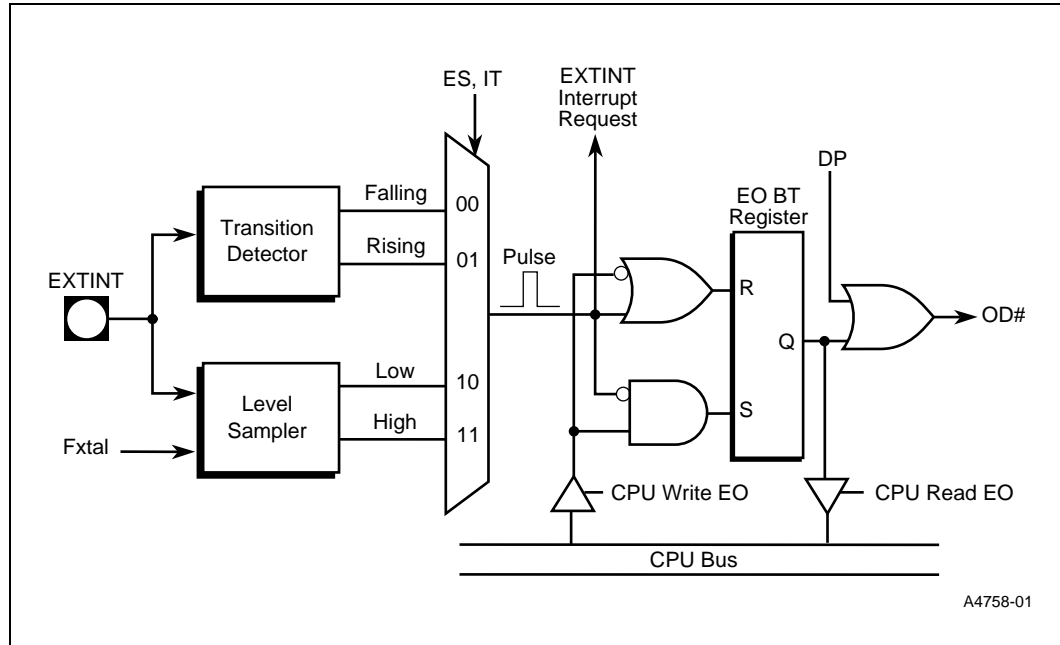 ES, IT
EXTINT
Interrupt
Request
DP
EO BT
Register
Falling
00
Transition
Detector
Rising
01
Pulse
EXTINT
R
OD#
Q
Low
10
Level
Sampler
High
11
S
Fxtal
CPU Write EO
CPU Read EO
CPU Bus
A4758-01